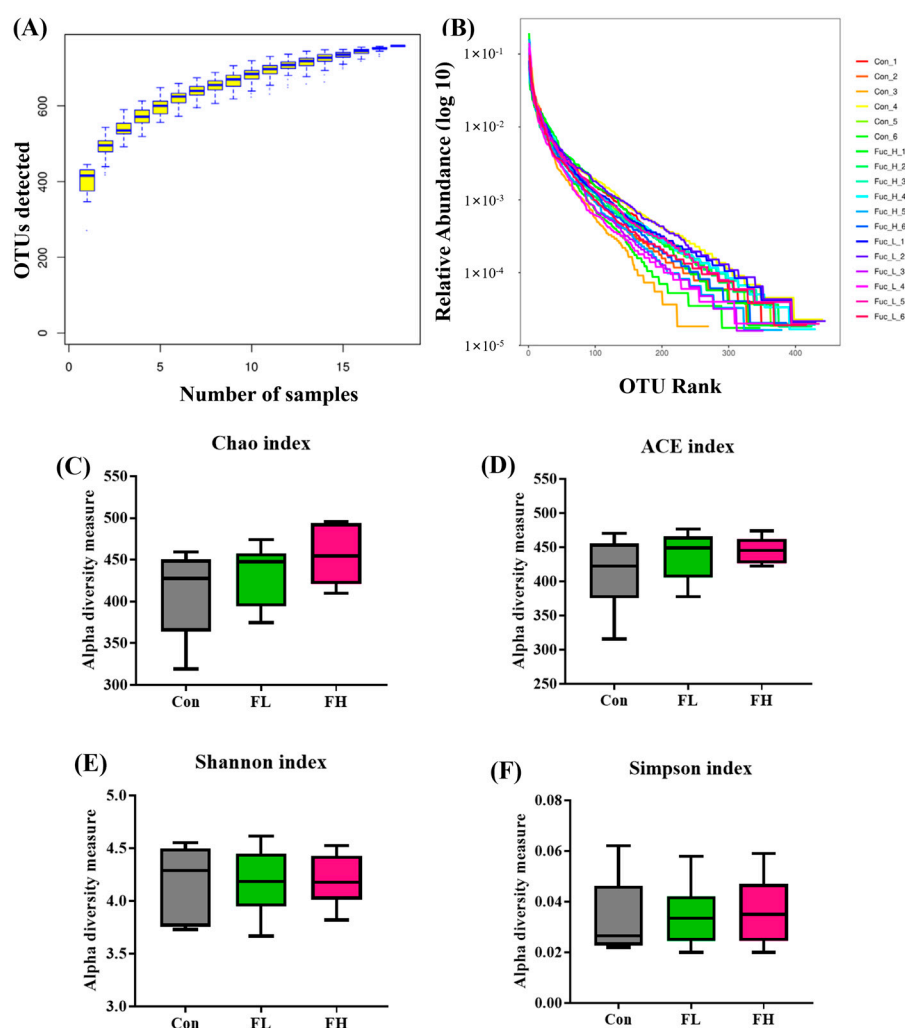 (A)
OTUs detected
600
400
200
0
0 5 10 15
Number of samples
(B)
Relative Abundance (log 10)
1×10⁻¹
1×10⁻²
1×10⁻³
1×10⁻⁴
1×10⁻⁵
1 100 200 300 400
OTU Rank
Con_1
Con_2
Con_3
Con_4
Con_5
Con_6
Fuc_H_1
Fuc_H_2
Fuc_H_3
Fuc_H_4
Fuc_H_5
Fuc_H_6
Fuc_L_1
Fuc_L_2
Fuc_L_3
Fuc_L_4
Fuc_L_5
Fuc_L_6
(C)
Chao index
Alpha diversity measure
550
500
450
400
350
300
Con FL FH
(D)
ACE index
Alpha diversity measure
550
500
450
400
350
300
250
Con FL FH
(E)
Shannon index
Alpha diversity measure
5.0
4.5
4.0
3.5
3.0
Con FL FH
(F)
Simpson index
Alpha diversity measure
0.08
0.06
0.04
0.02
0.00
Con FL FH